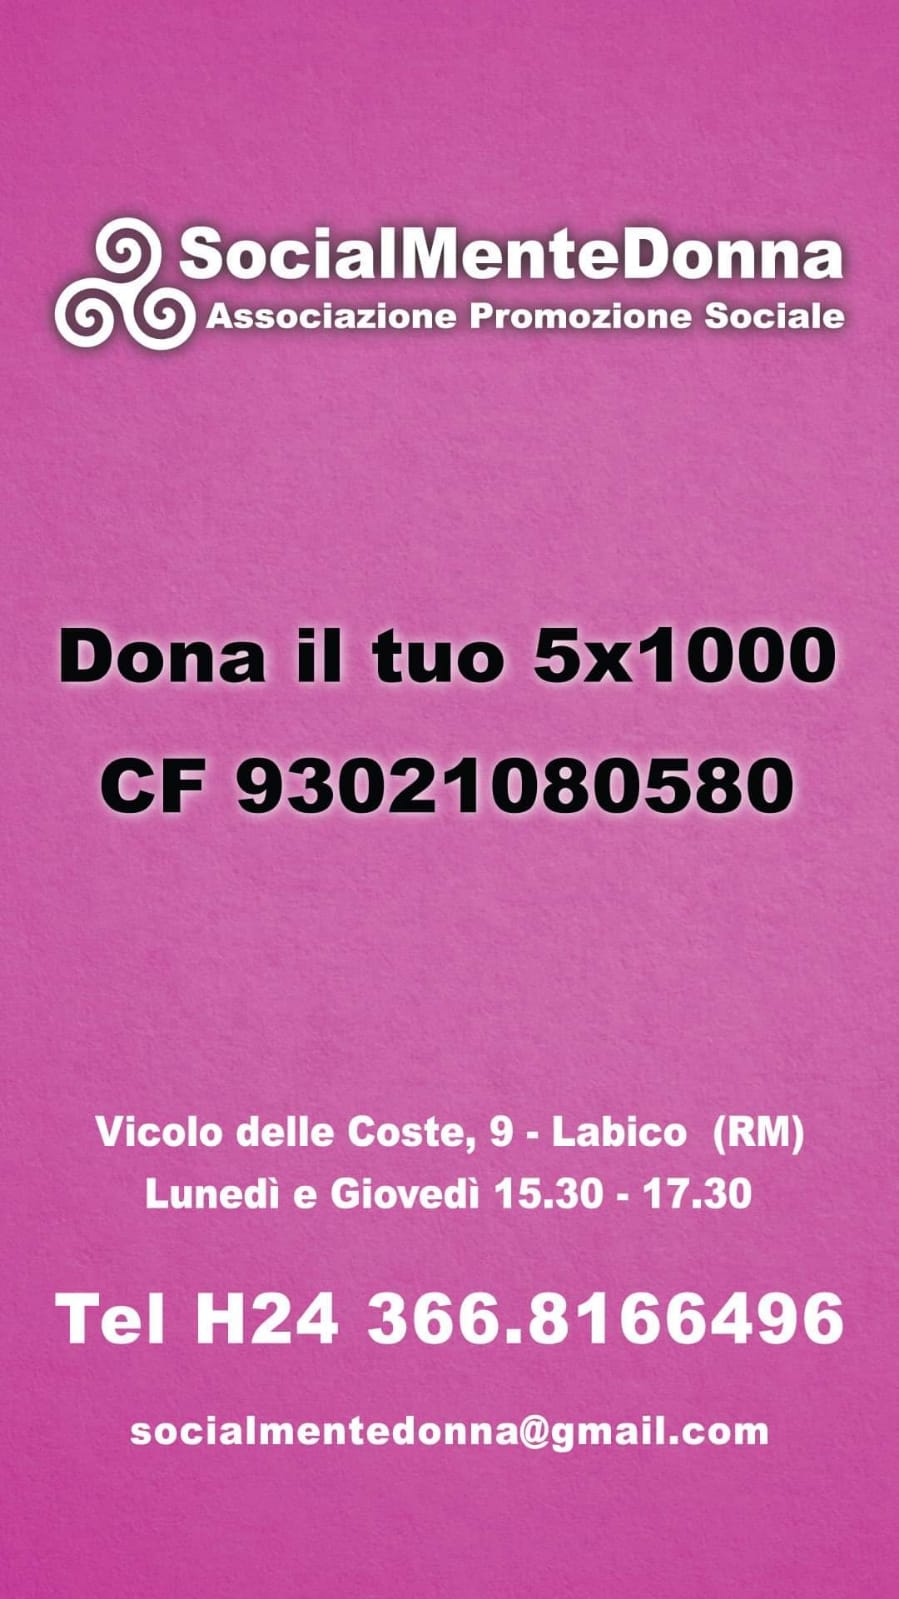 SocialMenteDonna
Associazione Promozione Sociale
Dona il tuo 5x1000
CF 93021080580
Vicolo delle Coste, 9 - Labico (RM)
Lunedì e Giovedì 15.30 - 17.30
Tel H24 366.8166496
socialmentedonna@gmail.com